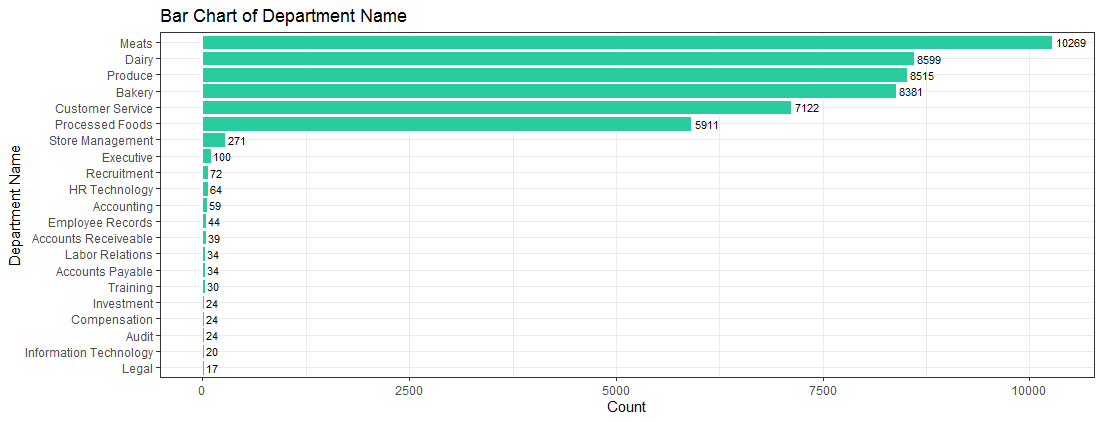 Bar Chart of Department Name
Department Name
Meats 10269
Dairy 8599
Produce 8515
Bakery 8381
Customer Service 7122
Processed Foods 5911
Store Management 271
Executive 100
Recruitment 72
HR Technology 64
Accounting 59
Employee Records 44
Accounts Receiveable 39
Labor Relations 34
Accounts Payable 34
Training 30
Investment 24
Compensation 24
Audit 24
Information Technology 20
Legal 17
0 2500 5000 7500 10000
Count